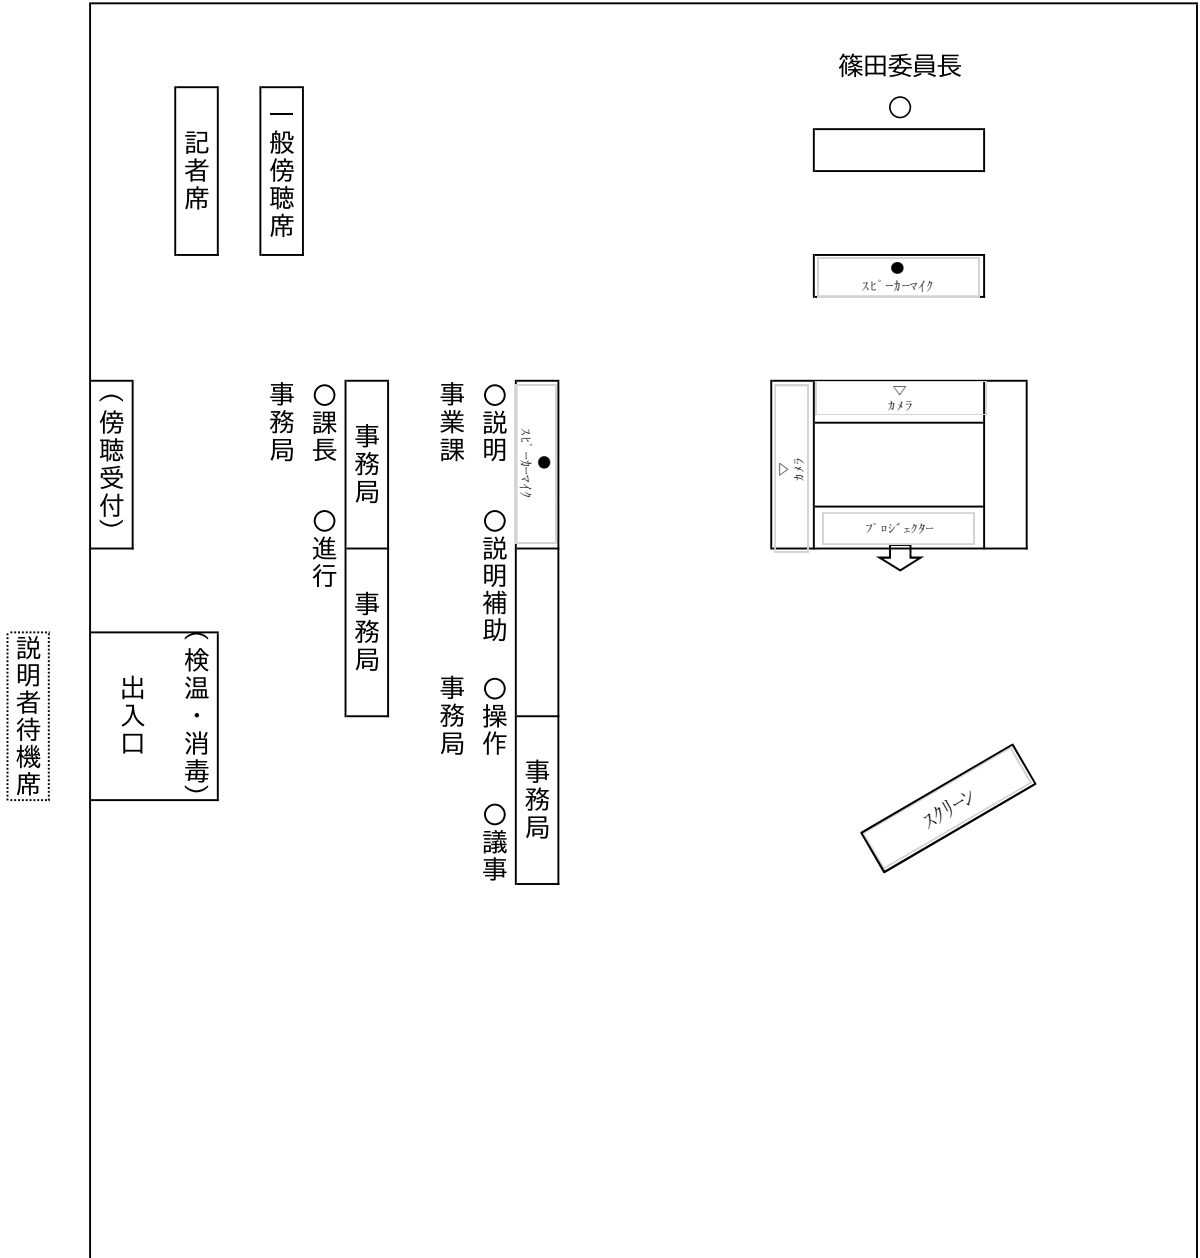 篠田委員長
○
記者席
一般傍聴席
●
スピーカーマイク
(傍聴受付)
事務局
○課長
○進行
事務局
事務局
事業課
○説明
○説明補助
スピーカーマイク
●
▽
カメラ
▽
カメラ
プロジェクター
説明者待機席
出入口
(検温・消毒)
事務局
○操作
○議事
事務局
スクリーン